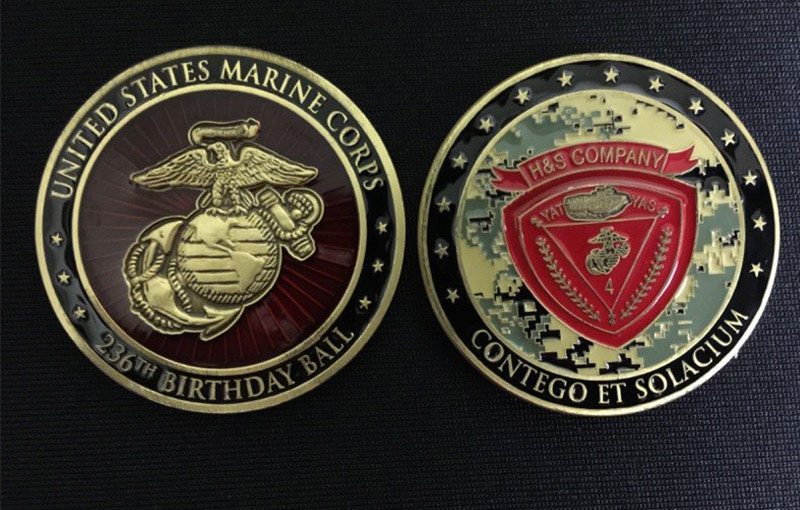 UNITED STATES MARINE CORPS
236TH BIRTHDAY BALL
H&S COMPANY
YAT YAS
4
CONTEGO ET SOLACIUM